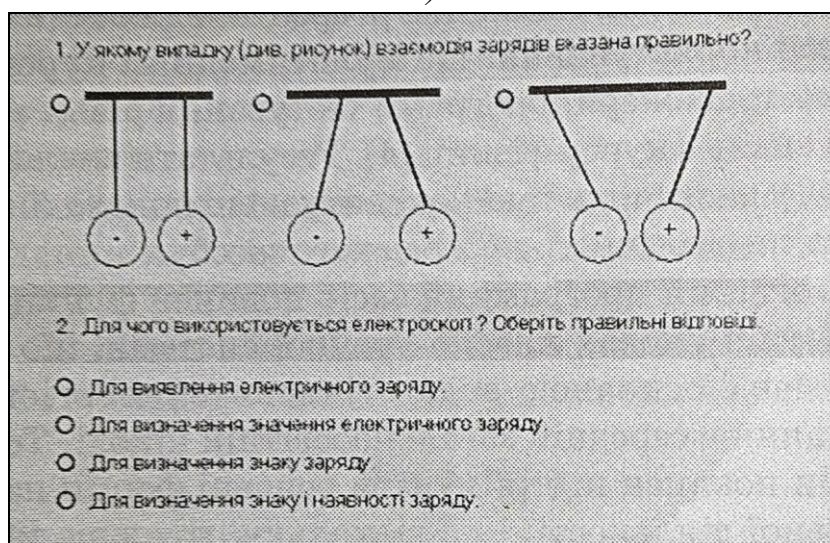 1. У якому випадку (див. рисунок) взаємодія зарядів вказана правильно?
- + - + - +
2. Для чого використовується електроскоп? Оберіть правильні відповіді.
Для виявлення електричного заряду.
Для визначення значення електричного заряду.
Для визначення знаку заряду
Для визначення знаку і наявності заряду.